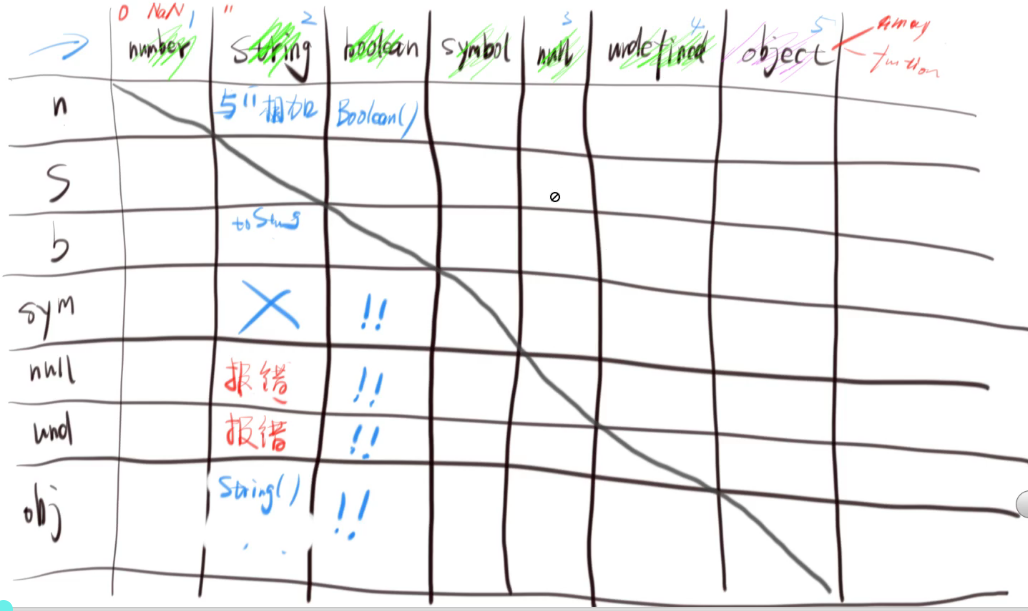 0 NaN 1 '' 2 3 4 5 array
number string boolean symbol null undefined object function
n 与''相加 Boolean()
S
b toString
sym X !!
null 报错 !!
und 报错 !!
obj String() !!